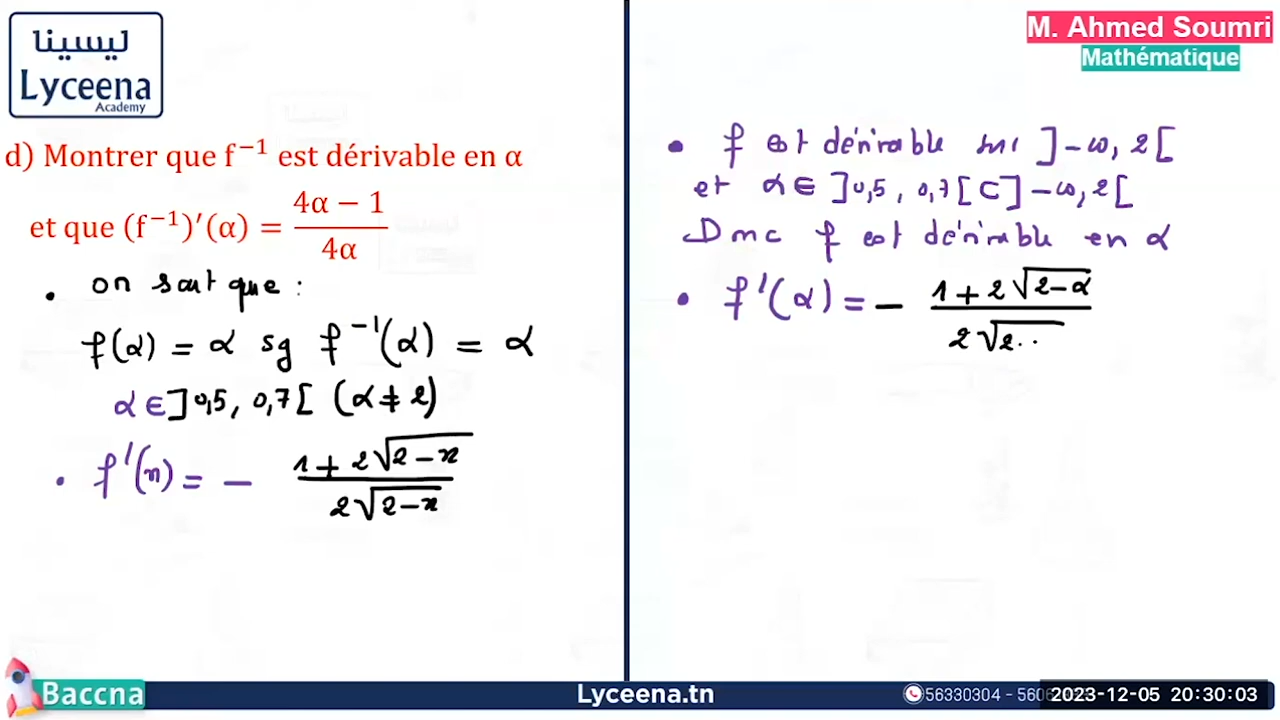 ليسينا
Lyceena
Academy
M. Ahmed Soumri
Mathématique
d) Montrer que f⁻¹ est dérivable en α
et que (f⁻¹)′(α) = (4α − 1)/(4α)
• on sait que :
f(α) = α sg f⁻¹(α) = α
α ∈ ]0,5, 0,7[ (α ≠ 2)
• f'(x) = − (1 + 2√(2−x))/(2√(2−x))
• f est dérivable sur ]−∞, 2[
et α ∈ ]0,5, 0,7[ ⊂ ]−∞, 2[
Donc f est dérivable en α
• f'(α) = − (1 + 2√(2−α))/(2√(2..
Baccna
Lyceena.tn
56330304 - 560
2023-12-05 20:30:03